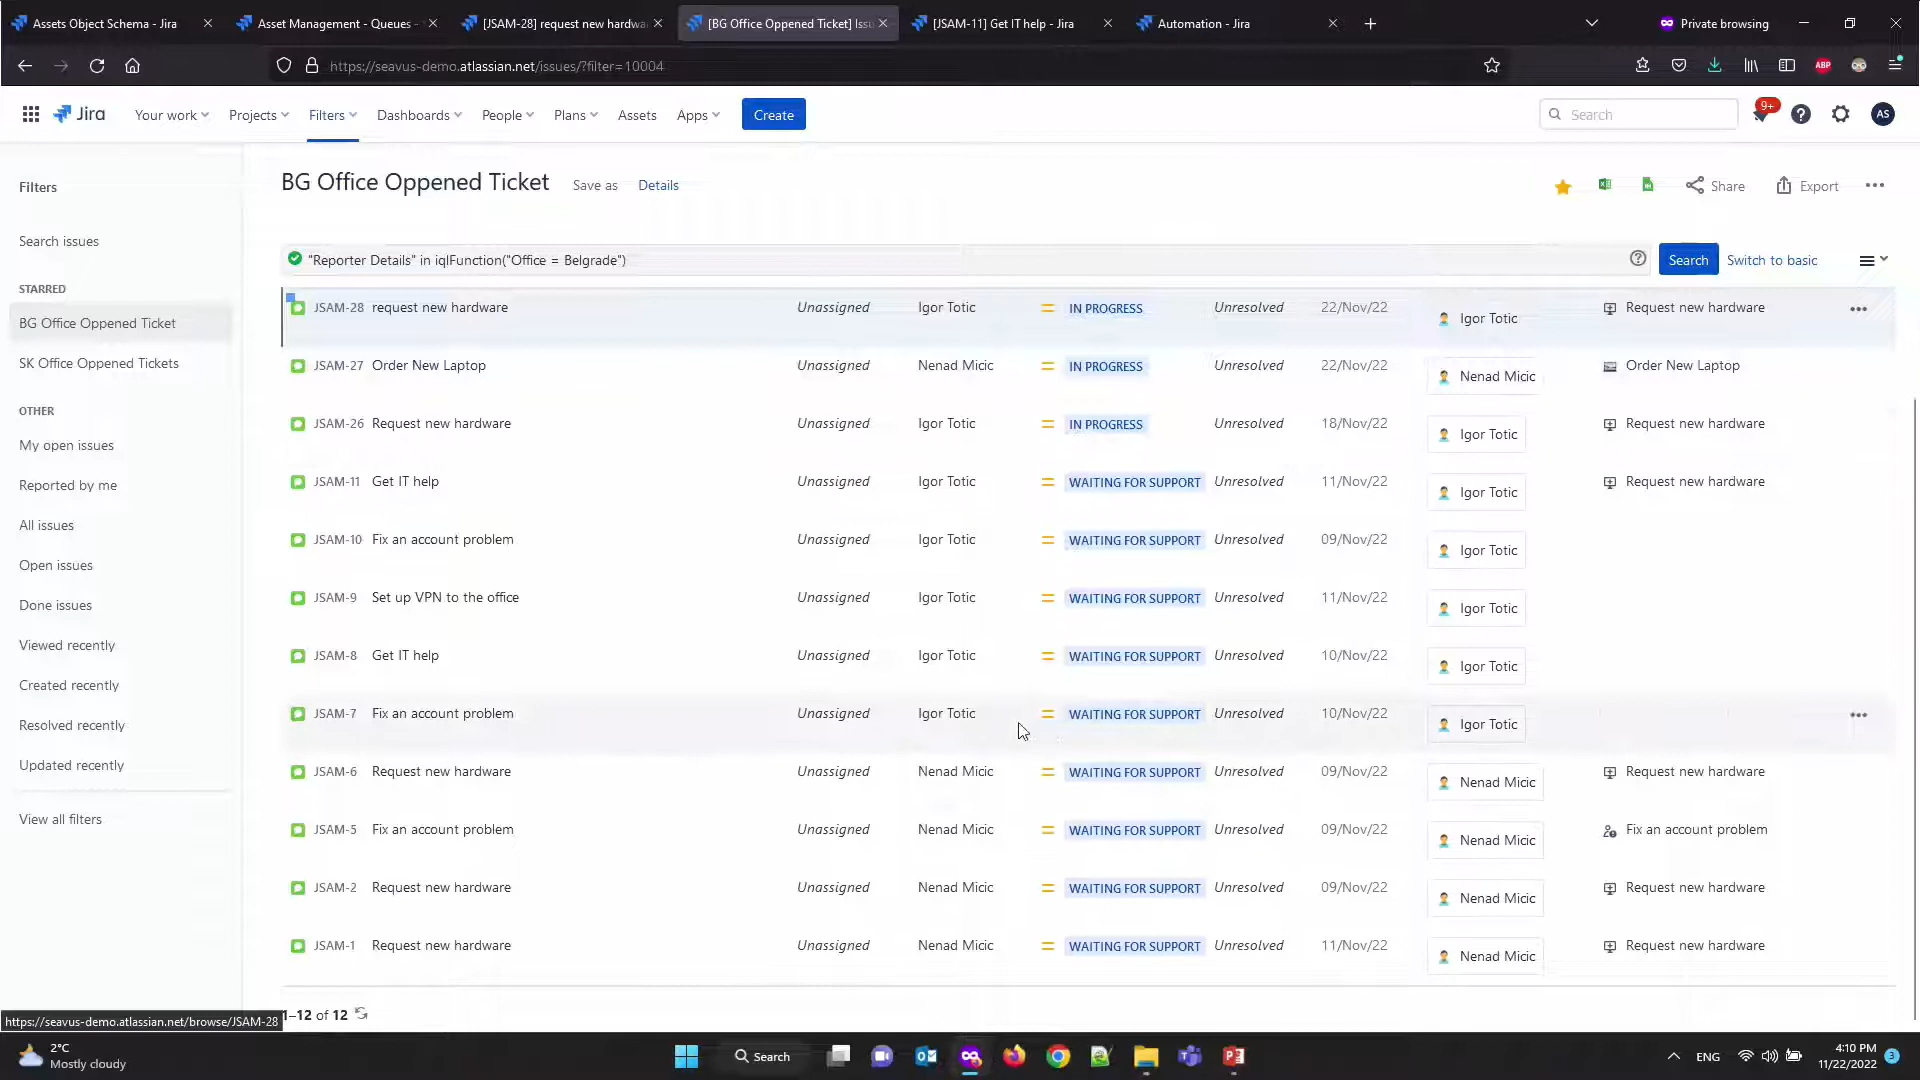 Assets Object Schema - Jira
Asset Management - Queues -
[JSAM-28] request new hardwa
[BG Office Oppened Ticket] Issu
[JSAM-11] Get IT help - Jira
Automation - Jira
Private browsing
https://seavus-demo.atlassian.net/issues/?filter=10004
ABP
Jira
Your work
Projects
Filters
Dashboards
People
Plans
Assets
Apps
Create
Search
9+
AS
Filters
Search issues
STARRED
BG Office Oppened Ticket
SK Office Oppened Tickets
OTHER
My open issues
Reported by me
All issues
Open issues
Done issues
Viewed recently
Created recently
Resolved recently
Updated recently
View all filters
BG Office Oppened Ticket Save as Details
Share Export
"Reporter Details" in iqlFunction("Office = Belgrade")
Search Switch to basic
JSAM-28 request new hardware Unassigned Igor Totic IN PROGRESS Unresolved 22/Nov/22 Igor Totic Request new hardware
JSAM-27 Order New Laptop Unassigned Nenad Micic IN PROGRESS Unresolved 22/Nov/22 Nenad Micic Order New Laptop
JSAM-26 Request new hardware Unassigned Igor Totic IN PROGRESS Unresolved 18/Nov/22 Igor Totic Request new hardware
JSAM-11 Get IT help Unassigned Igor Totic WAITING FOR SUPPORT Unresolved 11/Nov/22 Igor Totic Request new hardware
JSAM-10 Fix an account problem Unassigned Igor Totic WAITING FOR SUPPORT Unresolved 09/Nov/22 Igor Totic
JSAM-9 Set up VPN to the office Unassigned Igor Totic WAITING FOR SUPPORT Unresolved 11/Nov/22 Igor Totic
JSAM-8 Get IT help Unassigned Igor Totic WAITING FOR SUPPORT Unresolved 10/Nov/22 Igor Totic
JSAM-7 Fix an account problem Unassigned Igor Totic WAITING FOR SUPPORT Unresolved 10/Nov/22 Igor Totic
JSAM-6 Request new hardware Unassigned Nenad Micic WAITING FOR SUPPORT Unresolved 09/Nov/22 Nenad Micic Request new hardware
JSAM-5 Fix an account problem Unassigned Nenad Micic WAITING FOR SUPPORT Unresolved 09/Nov/22 Nenad Micic Fix an account problem
JSAM-2 Request new hardware Unassigned Nenad Micic WAITING FOR SUPPORT Unresolved 09/Nov/22 Nenad Micic Request new hardware
JSAM-1 Request new hardware Unassigned Nenad Micic WAITING FOR SUPPORT Unresolved 11/Nov/22 Nenad Micic Request new hardware
1–12 of 12
https://seavus-demo.atlassian.net/browse/JSAM-28
2°C
Mostly cloudy
Search
ENG
4:10 PM
11/22/2022
3